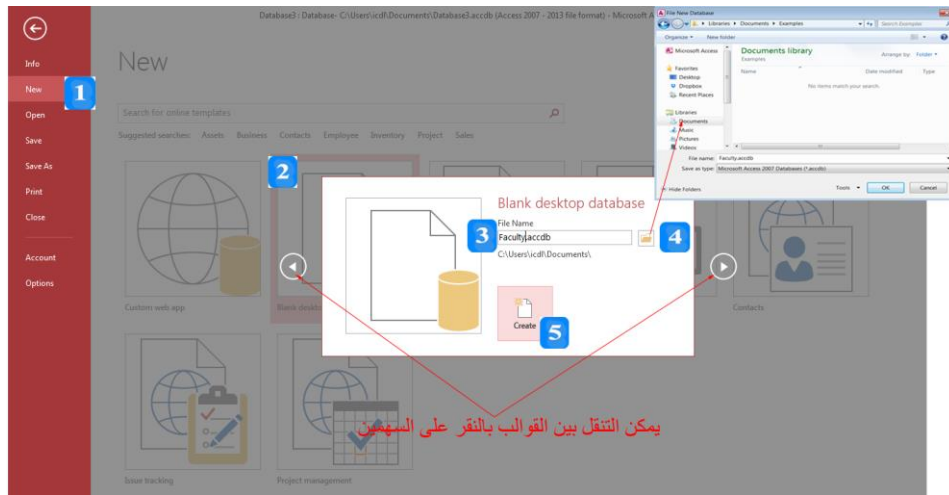 Database3 : Database- C:\Users\icdl\Documents\Database3.accdb (Access 2007 - 2013 file format) - Microsoft A
Info
New
Open
Save
Save As
Print
Close
Account
Options
New
1
Search for online templates
Suggested searches: Assets Business Contacts Employee Inventory Project Sales
2
Custom web app
Blank deskt
Contacts
Issue tracking
Project management
Blank desktop database
File Name
3
Faculty.accdb
4
C:\Users\icdl\Documents\
Create
5
يمكن التنقل بين القوالب بالنقر على السهمين
File New Database
Libraries Documents Examples
Search Examples
Organize New folder
Microsoft Access
Favorites
Desktop
Dropbox
Recent Places
Libraries
Documents
Music
Pictures
Videos
Documents library
Examples
Arrange by: Folder
Name Date modified Type
No items match your search.
File name: Faculty.accdb
Save as type: Microsoft Access 2007 Databases (*.accdb)
Hide Folders
Tools OK Cancel